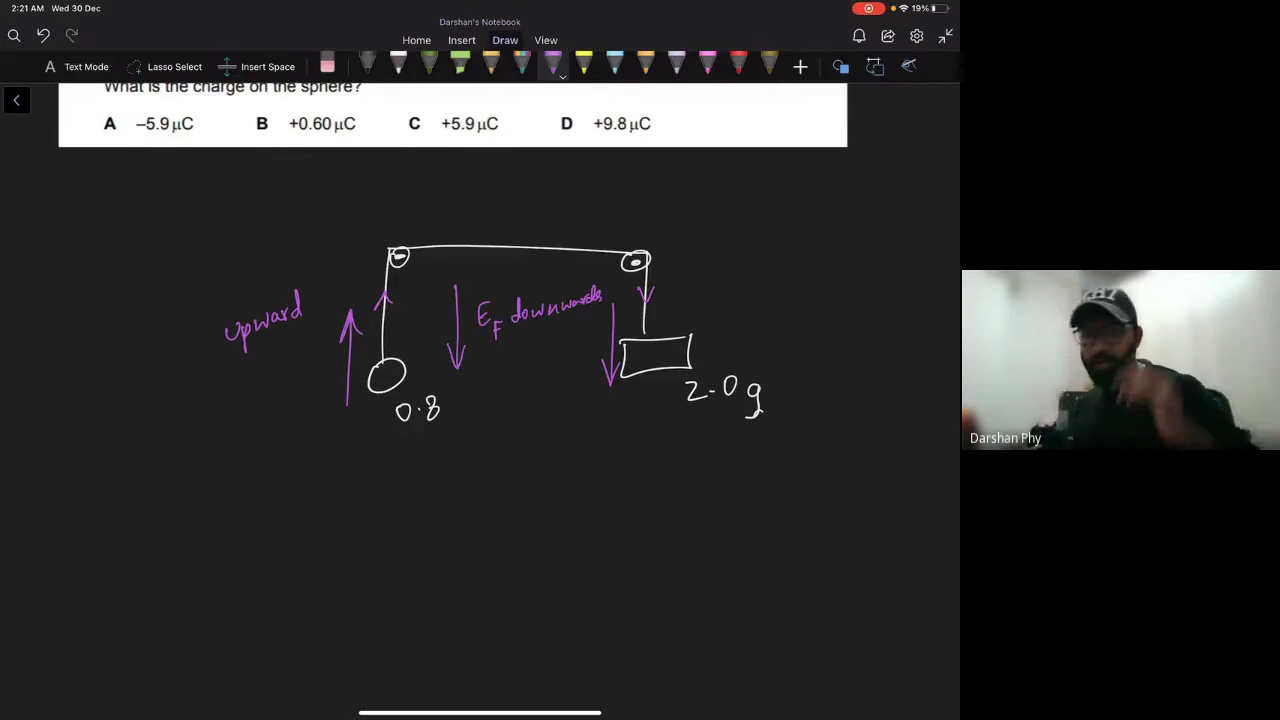 2:21 AM Wed 30 Dec
19%
Darshan's Notebook
Home Insert Draw View
Text Mode Lasso Select Insert Space
What is the charge on the sphere?
A −5.9 μC B +0.60 μC C +5.9 μC D +9.8 μC
upward
EF downwards
0.8
2.0g
Darshan Phy